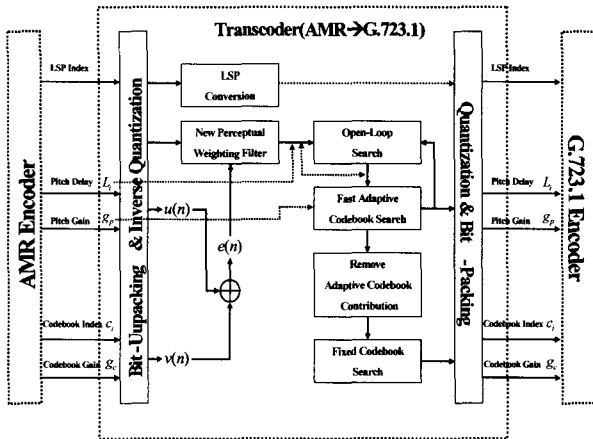 Transcoder(AMR→G.723.1)
AMR Encoder
LSP Index
Pitch Delay L_i
Pitch Gain g_p
Codebook Index c_i
Codebook Gain g_c
Bit-Uupacking & Inverse Quantization
LSP
Conversion
New Perceptual
Weighting Filter
Open-Loop
Search
Fast Adaptive
Codebook Search
u(n)
e(n)
v(n)
Remove
Adaptive Codebook
Contribution
Fixed Codebook
Search
Quantization & Bit -Packing
LSP Index
Pitch Delay L_i
Pitch Gain g_p
Codebook Index c_i
Codebook Gain g_c
G.723.1 Encoder